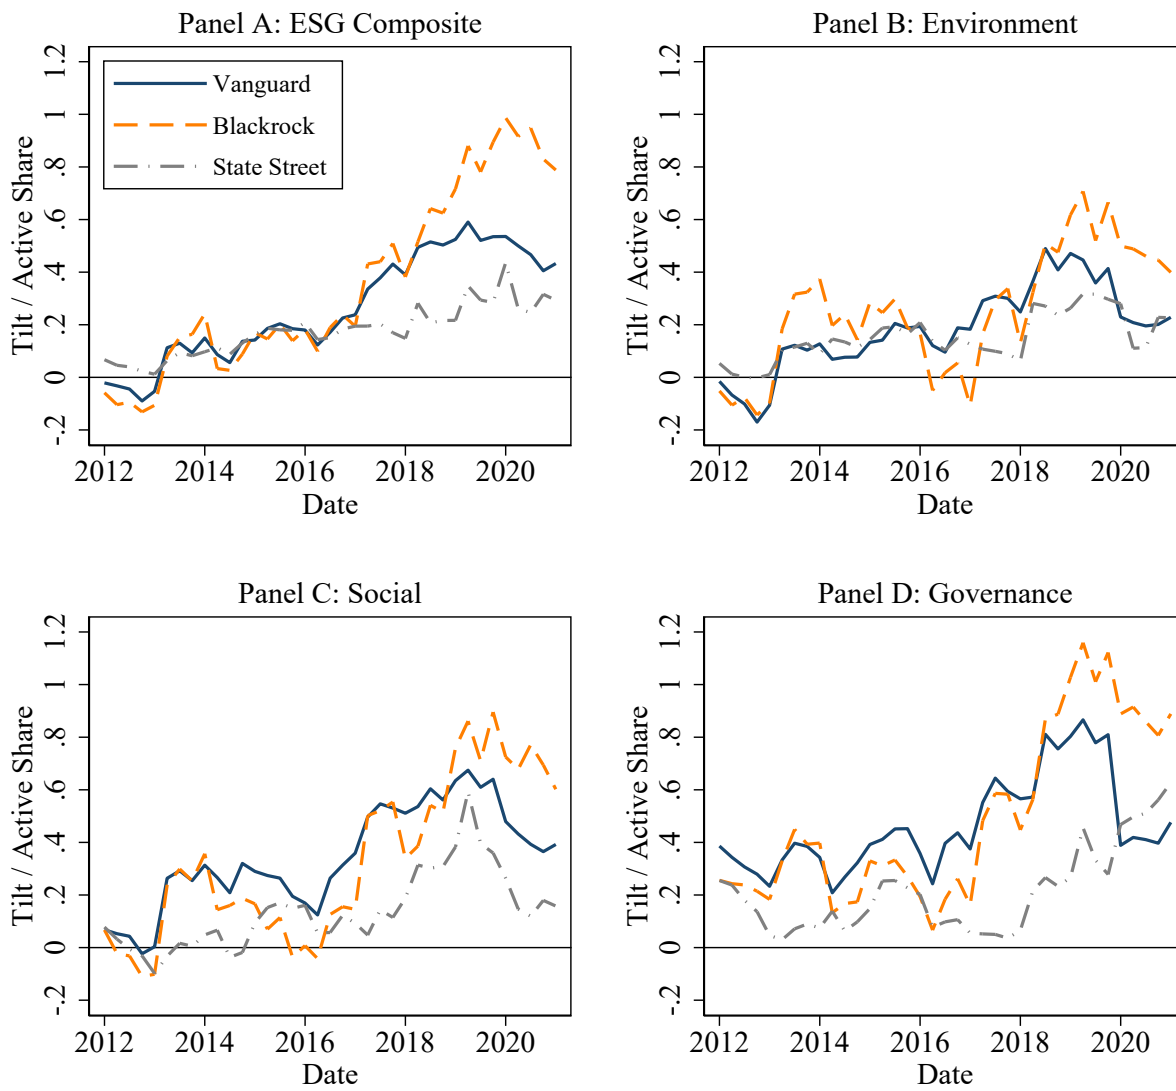 Panel A: ESG Composite
Tilt / Active Share
1.2
1
.8
.6
.4
.2
0
-.2
Vanguard
Blackrock
State Street
2012 2014 2016 2018 2020
Date
Panel B: Environment
Tilt / Active Share
1.2
1
.8
.6
.4
.2
0
-.2
2012 2014 2016 2018 2020
Date
Panel C: Social
Tilt / Active Share
1.2
1
.8
.6
.4
.2
0
-.2
2012 2014 2016 2018 2020
Date
Panel D: Governance
Tilt / Active Share
1.2
1
.8
.6
.4
.2
0
-.2
2012 2014 2016 2018 2020
Date